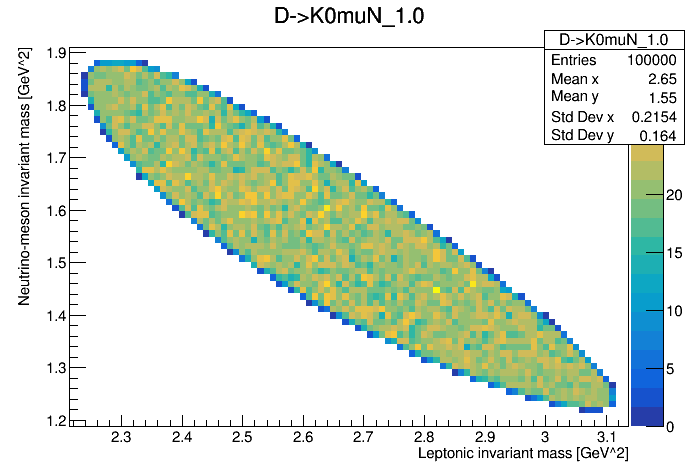 D->K0muN_1.0
D->K0muN_1.0
Entries 100000
Mean x 2.65
Mean y 1.55
Std Dev x 0.2154
Std Dev y 0.164
Neutrino-meson invariant mass [GeV^2]
1.9
1.8
1.7
1.6
1.5
1.4
1.3
1.2
2.3 2.4 2.5 2.6 2.7 2.8 2.9 3 3.1
Leptonic invariant mass [GeV^2]
20
15
10
5
0